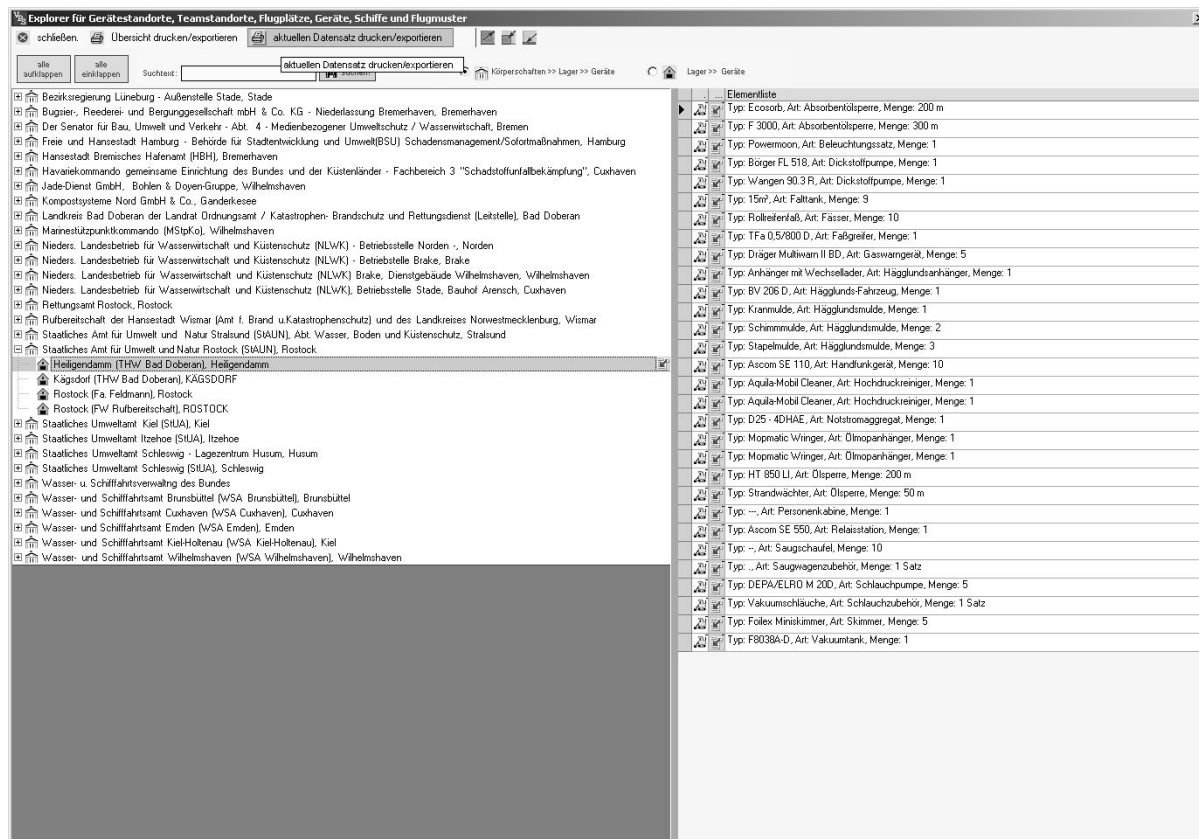 Explorer für Gerätestandorte, Teamstandorte, Flugplätze, Geräte, Schiffe und Flugmuster
schließen. Übersicht drucken/exportieren aktuellen Datensatz drucken/exportieren
aktuellen Datensatz drucken/exportieren
alle aufklappen alle einklappen Suchtext: Körperschaften >> Lager >> Geräte Lager >> Geräte
Bezirksregierung Lüneburg - Außenstelle Stade, Stade
Bugsier-, Reederei- und Bergunggesellschaft mbH & Co. KG - Niederlassung Bremerhaven, Bremerhaven
Der Senator für Bau, Umwelt und Verkehr - Abt. 4 - Medienbezogener Umweltschutz / Wasserwirtschaft, Bremen
Freie und Hansestadt Hamburg - Behörde für Stadtentwicklung und Umwelt(BSU) Schadensmanagement/Sofortmaßnahmen, Hamburg
Hansestadt Bremisches Hafenamt (HBH), Bremerhaven
Havariekommando gemeinsame Einrichtung des Bundes und der Küstenländer - Fachbereich 3 "Schadstoffunfallbekämpfung", Cuxhaven
Jade-Dienst GmbH, Bohlen & Doyen-Gruppe, Wilhelmshaven
Kompostsysteme Nord GmbH & Co., Ganderkesee
Landkreis Bad Doberan der Landrat Ordnungsamt / Katastrophen- Brandschutz und Rettungsdienst (Leitstelle), Bad Doberan
Marinestützpunktkommando (MStpKo), Wilhelmshaven
Nieders. Landesbetrieb für Wasserwirtschaft und Küstenschutz (NLWK) - Betriebsstelle Norden -, Norden
Nieders. Landesbetrieb für Wasserwirtschaft und Küstenschutz (NLWK) - Betriebstelle Brake, Brake
Nieders. Landesbetrieb für Wasserwirtschaft und Küstenschutz (NLWK) Brake, Dienstgebäude Wilhelmshaven, Wilhelmshaven
Nieders. Landesbetrieb für Wasserwirtschaft und Küstenschutz (NLWK), Betriebsstelle Stade, Bauhof Arensch, Cuxhaven
Rettungsamt Rostock, Rostock
Rufbereitschaft der Hansestadt Wismar (Amt f. Brand u.Katastrophenschutz) und des Landkreises Norwestmecklenburg, Wismar
Staatliches Amt für Umwelt und Natur Stralsund (StAUN), Abt. Wasser, Boden und Küstenschutz, Stralsund
Staatliches Amt für Umwelt und Natur Rostock (StAUN), Rostock
Heiligendamm (THW Bad Doberan), Heiligendamm
Kägsdorf (THW Bad Doberan), KÄGSDORF
Rostock (Fa. Feldmann), Rostock
Rostock (FW Rufbereitschaft), ROSTOCK
Staatliches Umweltamt Kiel (StUA), Kiel
Staatliches Umweltamt Itzehoe (StUA), Itzehoe
Staatliches Umweltamt Schleswig - Lagezentrum Husum, Husum
Staatliches Umweltamt Schleswig (StUA), Schleswig
Wasser- u. Schifffahrtsverwaltng des Bundes
Wasser- und Schifffahrtsamt Brunsbüttel (WSA Brunsbüttel), Brunsbüttel
Wasser- und Schifffahrtsamt Cuxhaven (WSA Cuxhaven), Cuxhaven
Wasser- und Schifffahrtsamt Emden (WSA Emden), Emden
Wasser- und Schifffahrtsamt Kiel-Holtenau (WSA Kiel-Holtenau), Kiel
Wasser- und Schifffahrtsamt Wilhelmshaven (WSA Wilhelmshaven), Wilhelmshaven
. ... Elementliste
Typ: Ecosorb, Art: Absorbentölsperre, Menge: 200 m
Typ: F 3000, Art: Absorbentölsperre, Menge: 300 m
Typ: Powermoon, Art: Beleuchtungssatz, Menge: 1
Typ: Börger FL 518, Art: Dickstoffpumpe, Menge: 1
Typ: Wangen 90.3 R, Art: Dickstoffpumpe, Menge: 1
Typ: 15m³, Art: Falttank, Menge: 9
Typ: Rollreifenfaß, Art: Fässer, Menge: 10
Typ: TFa 0,5/800 D, Art: Faßgreifer, Menge: 1
Typ: Dräger Multiwarn II BD, Art: Gaswarngerät, Menge: 5
Typ: Anhänger mit Wechsellader, Art: Hägglundsanhänger, Menge: 1
Typ: BV 206 D, Art: Hägglunds-Fahrzeug, Menge: 1
Typ: Kranmulde, Art: Hägglundsmulde, Menge: 1
Typ: Schimmmulde, Art: Hägglundsmulde, Menge: 2
Typ: Stapelmulde, Art: Hägglundsmulde, Menge: 3
Typ: Ascom SE 110, Art: Handfunkgerät, Menge: 10
Typ: Aquila-Mobil Cleaner, Art: Hochdruckreiniger, Menge: 1
Typ: Aquila-Mobil Cleaner, Art: Hochdruckreiniger, Menge: 1
Typ: D25 - 4DHAE, Art: Notstromaggregat, Menge: 1
Typ: Mopmatic Wringer, Art: Ölmopanhänger, Menge: 1
Typ: Mopmatic Wringer, Art: Ölmopanhänger, Menge: 1
Typ: HT 850 LI, Art: Ölsperre, Menge: 200 m
Typ: Strandwächter, Art: Ölsperre, Menge: 50 m
Typ: ---, Art: Personenkabine, Menge: 1
Typ: Ascom SE 550, Art: Relaisstation, Menge: 1
Typ: --, Art: Saugschaufel, Menge: 10
Typ: ., Art: Saugwagenzubehör, Menge: 1 Satz
Typ: DEPA/ELRO M 20D, Art: Schlauchpumpe, Menge: 5
Typ: Vakuumschläuche, Art: Schlauchzubehör, Menge: 1 Satz
Typ: Foilex Miniskimmer, Art: Skimmer, Menge: 5
Typ: F8038A-D, Art: Vakuumtank, Menge: 1